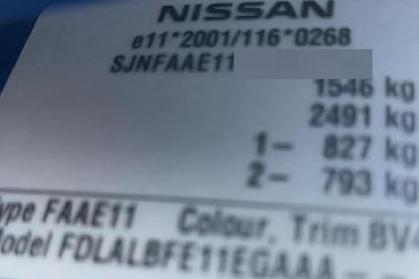 NISSAN
e11*2001/116*0268
SJNFAAE11
1546 kg
2491 kg
1- 827 kg
2- 793 kg
Type FAAE11 Colour, Trim BV4
Model FDLALBFE11EGAAA - -